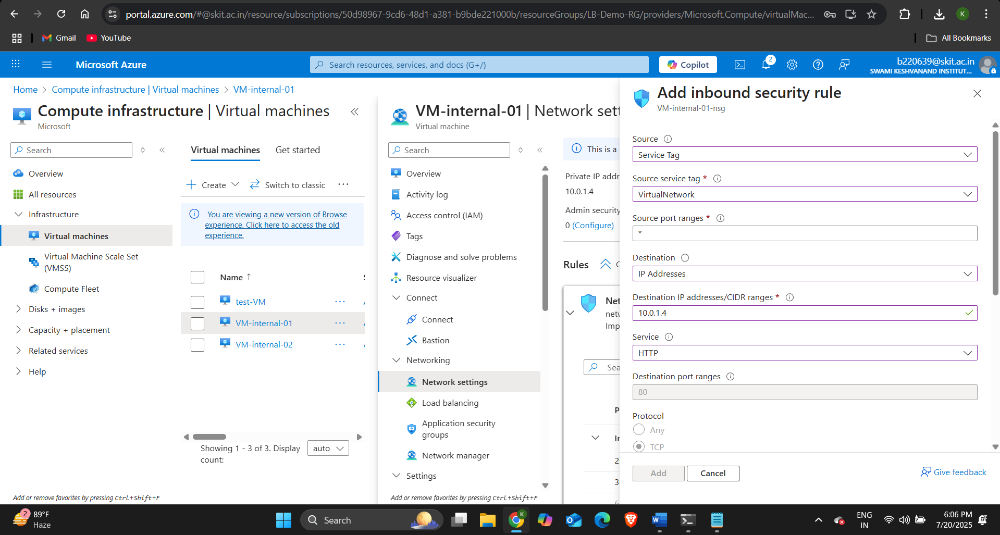 portal.azure.com/#@skit.ac.in/resource/subscriptions/50d98967-9cd6-48d1-a381-b9bde221000b/resourceGroups/LB-Demo-RG/providers/Microsoft.Compute/virtualMac...
K
Gmail
YouTube
All Bookmarks
Microsoft Azure
Search resources, services, and docs (G+/)
Copilot
2
b220639@skit.ac.in
SWAMI KESHVANAND INSTITUT...
Home > Compute infrastructure | Virtual machines > VM-internal-01
Compute infrastructure | Virtual machines
Microsoft
Search
Overview
All resources
Infrastructure
Virtual machines
Virtual Machine Scale Set
(VMSS)
Compute Fleet
Disks + images
Capacity + placement
Related services
Help
Add or remove favorites by pressing Ctrl+Shift+F
Virtual machines
Get started
Create
Switch to classic
You are viewing a new version of Browse
experience. Click here to access the old
experience.
Name ↑
test-VM
VM-internal-01
VM-internal-02
Showing 1 - 3 of 3. Display
count:
auto
VM-internal-01 | Network sett
Virtual machine
Search
Overview
Activity log
Access control (IAM)
Tags
Diagnose and solve problems
Resource visualizer
Connect
Connect
Bastion
Networking
Network settings
Load balancing
Application security
groups
Network manager
Settings
Add or remove favorites by pressing Ctrl+Shift+F
This is a
Private IP addr
10.0.1.4
Admin security
0 (Configure)
Rules
Net
netw
Imp
Sea
P
In
2
3
6
Add inbound security rule
VM-internal-01-nsg
Source
Service Tag
Source service tag *
VirtualNetwork
Source port ranges *
*
Destination
IP Addresses
Destination IP addresses/CIDR ranges *
10.0.1.4
Service
HTTP
Destination port ranges
80
Protocol
Any
TCP
Add
Cancel
Give feedback
2
89°F
Haze
Search
K
ENG
IN
6:06 PM
7/20/2025